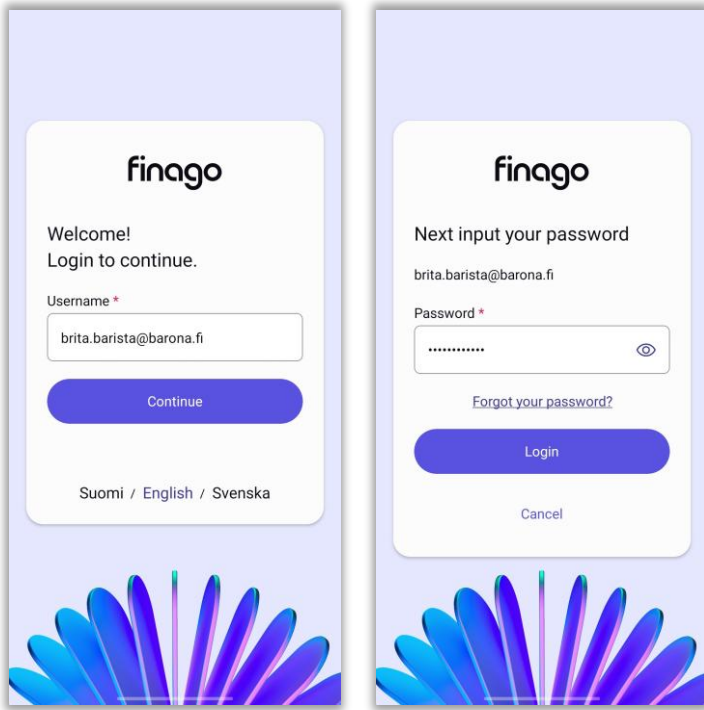 finago
Welcome!
Login to continue.
Username *
brita.barista@barona.fi
Continue
Suomi / English / Svenska
finago
Next input your password
brita.barista@barona.fi
Password *
••••••••••••
Forgot your password?
Login
Cancel